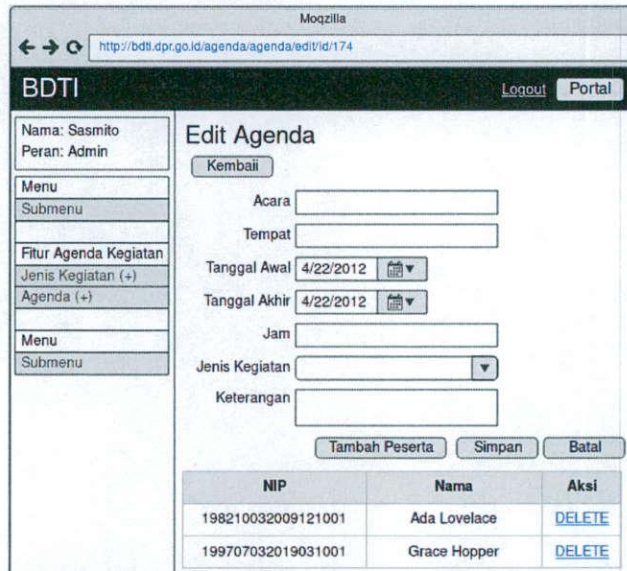 Moqzilla
http://bdti.dpr.go.id/agenda/agenda/edit/id/174
BDTI
Logout Portal
Nama: Sasmito
Peran: Admin
Menu
Submenu
Fitur Agenda Kegiatan
Jenis Kegiatan (+)
Agenda (+)
Menu
Submenu
Edit Agenda
Kembali
Acara
Tempat
Tanggal Awal 4/22/2012
Tanggal Akhir 4/22/2012
Jam
Jenis Kegiatan
Keterangan
Tambah Peserta Simpan Batal
NIP Nama Aksi
198210032009121001 Ada Lovelace DELETE
199707032019031001 Grace Hopper DELETE